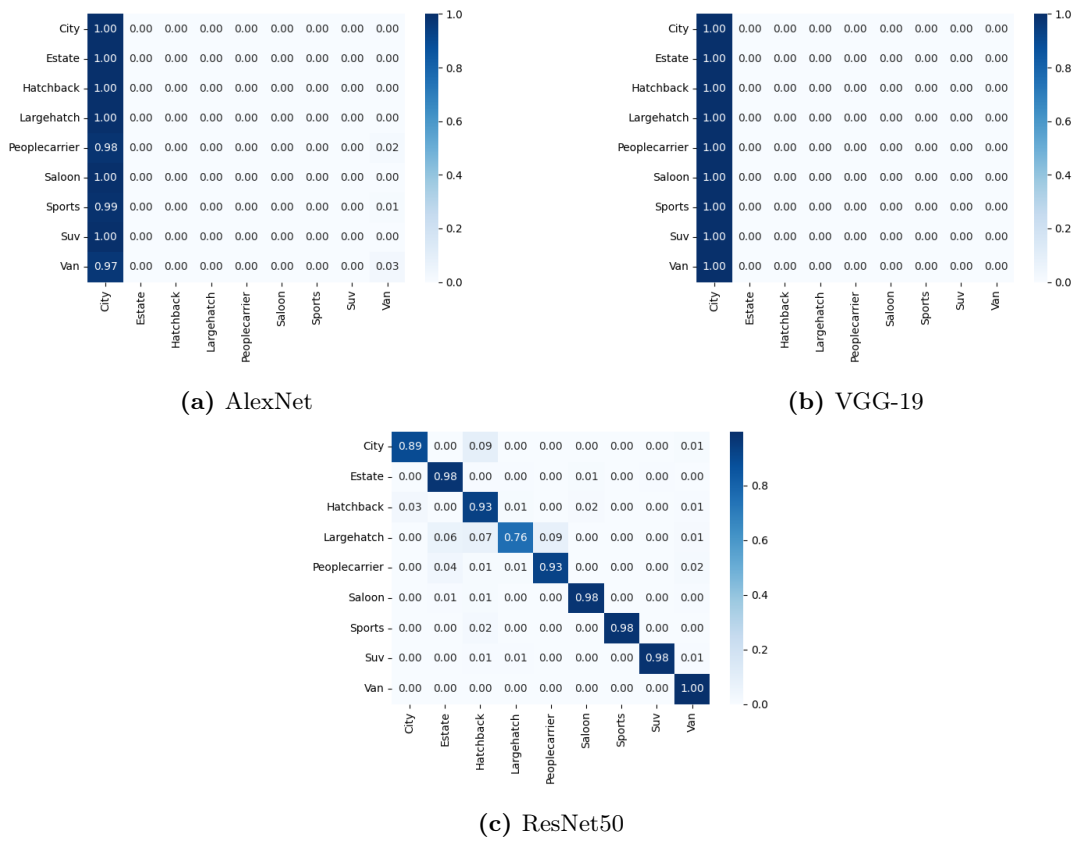 City 1.00 0.00 0.00 0.00 0.00 0.00 0.00 0.00 0.00 1.0
Estate 1.00 0.00 0.00 0.00 0.00 0.00 0.00 0.00 0.00
0.8
Hatchback 1.00 0.00 0.00 0.00 0.00 0.00 0.00 0.00 0.00
Largehatch 1.00 0.00 0.00 0.00 0.00 0.00 0.00 0.00 0.00
0.6
Peoplecarrier 0.98 0.00 0.00 0.00 0.00 0.00 0.00 0.00 0.02
0.4
Saloon 1.00 0.00 0.00 0.00 0.00 0.00 0.00 0.00 0.00
Sports 0.99 0.00 0.00 0.00 0.00 0.00 0.00 0.00 0.01
0.2
Suv 1.00 0.00 0.00 0.00 0.00 0.00 0.00 0.00 0.00
Van 0.97 0.00 0.00 0.00 0.00 0.00 0.00 0.00 0.03
0.0
City Estate Hatchback Largehatch Peoplecarrier Saloon Sports Suv Van
(a) AlexNet
City 1.00 0.00 0.00 0.00 0.00 0.00 0.00 0.00 0.00 1.0
Estate 1.00 0.00 0.00 0.00 0.00 0.00 0.00 0.00 0.00
0.8
Hatchback 1.00 0.00 0.00 0.00 0.00 0.00 0.00 0.00 0.00
Largehatch 1.00 0.00 0.00 0.00 0.00 0.00 0.00 0.00 0.00
0.6
Peoplecarrier 1.00 0.00 0.00 0.00 0.00 0.00 0.00 0.00 0.00
0.4
Saloon 1.00 0.00 0.00 0.00 0.00 0.00 0.00 0.00 0.00
Sports 1.00 0.00 0.00 0.00 0.00 0.00 0.00 0.00 0.00
0.2
Suv 1.00 0.00 0.00 0.00 0.00 0.00 0.00 0.00 0.00
Van 1.00 0.00 0.00 0.00 0.00 0.00 0.00 0.00 0.00
0.0
City Estate Hatchback Largehatch Peoplecarrier Saloon Sports Suv Van
(b) VGG-19
City 0.89 0.00 0.09 0.00 0.00 0.00 0.00 0.00 0.01
Estate 0.00 0.98 0.00 0.00 0.00 0.01 0.00 0.00 0.00
0.8
Hatchback 0.03 0.00 0.93 0.01 0.00 0.02 0.00 0.00 0.01
Largehatch 0.00 0.06 0.07 0.76 0.09 0.00 0.00 0.00 0.01
0.6
Peoplecarrier 0.00 0.04 0.01 0.01 0.93 0.00 0.00 0.00 0.02
0.4
Saloon 0.00 0.01 0.01 0.00 0.00 0.98 0.00 0.00 0.00
Sports 0.00 0.00 0.02 0.00 0.00 0.00 0.98 0.00 0.00
0.2
Suv 0.00 0.00 0.01 0.01 0.00 0.00 0.00 0.98 0.01
Van 0.00 0.00 0.00 0.00 0.00 0.00 0.00 0.00 1.00
0.0
City Estate Hatchback Largehatch Peoplecarrier Saloon Sports Suv Van
(c) ResNet50